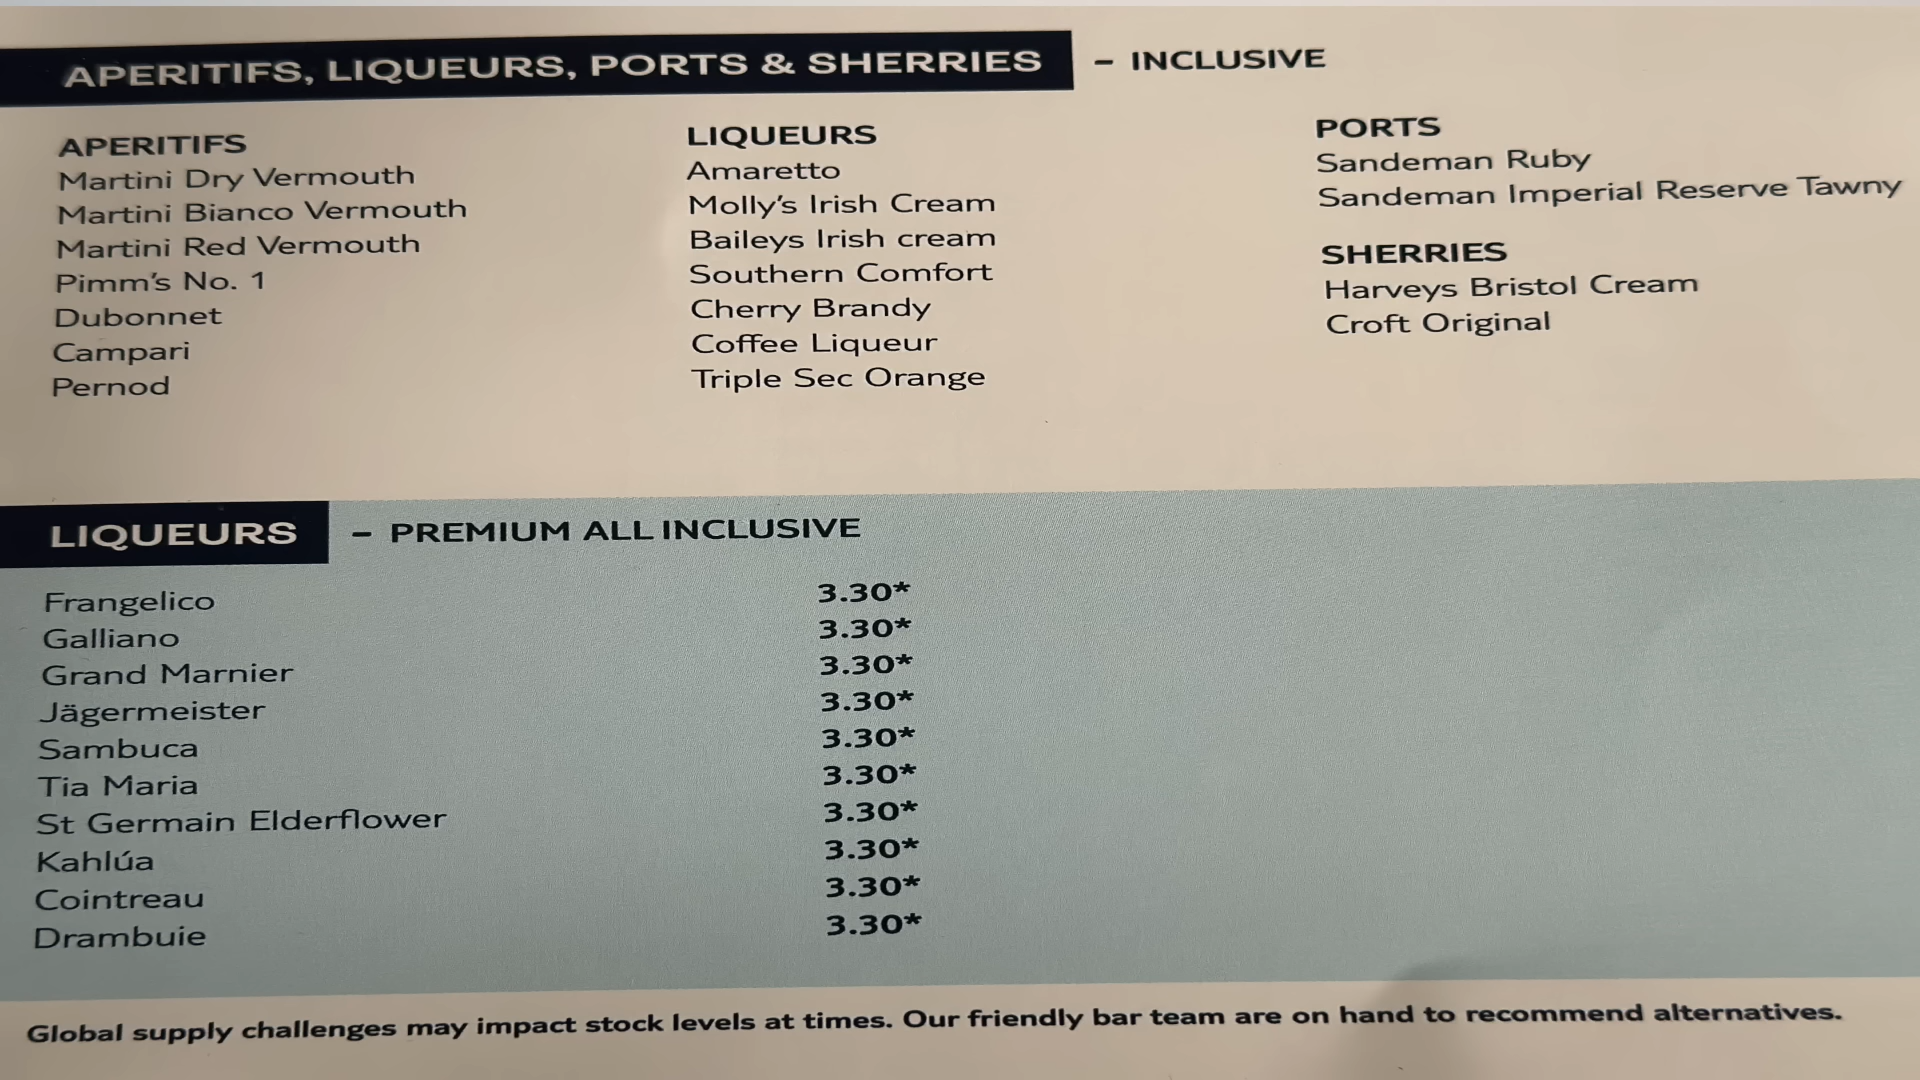 APERITIFS, LIQUEURS, PORTS & SHERRIES – INCLUSIVE
APERITIFS
Martini Dry Vermouth
Martini Bianco Vermouth
Martini Red Vermouth
Pimm's No. 1
Dubonnet
Campari
Pernod
LIQUEURS
Amaretto
Molly's Irish Cream
Baileys Irish cream
Southern Comfort
Cherry Brandy
Coffee Liqueur
Triple Sec Orange
PORTS
Sandeman Ruby
Sandeman Imperial Reserve Tawny
SHERRIES
Harveys Bristol Cream
Croft Original
LIQUEURS – PREMIUM ALL INCLUSIVE
Frangelico 3.30*
Galliano 3.30*
Grand Marnier 3.30*
Jägermeister 3.30*
Sambuca 3.30*
Tia Maria 3.30*
St Germain Elderflower 3.30*
Kahlúa 3.30*
Cointreau 3.30*
Drambuie 3.30*
Global supply challenges may impact stock levels at times. Our friendly bar team are on hand to recommend alternatives.